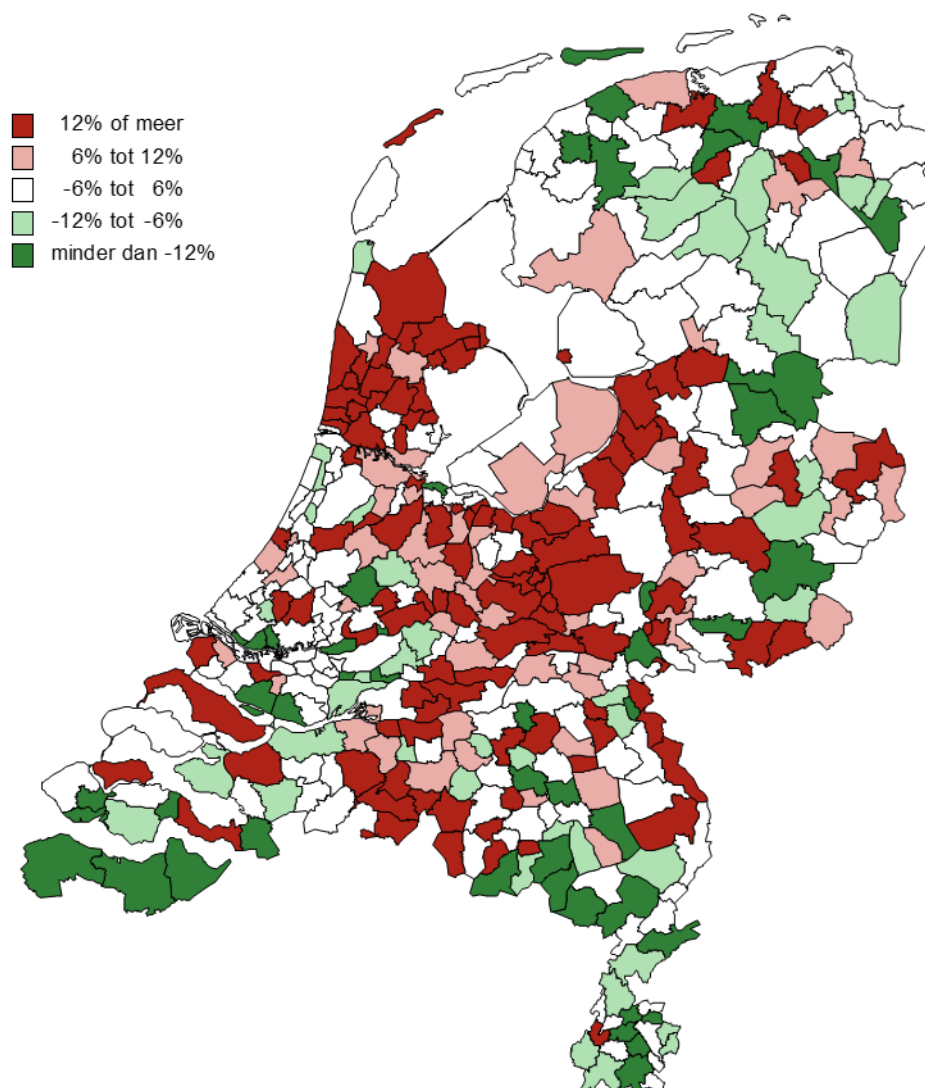 12% of meer
6% tot 12%
-6% tot 6%
-12% tot -6%
minder dan -12%